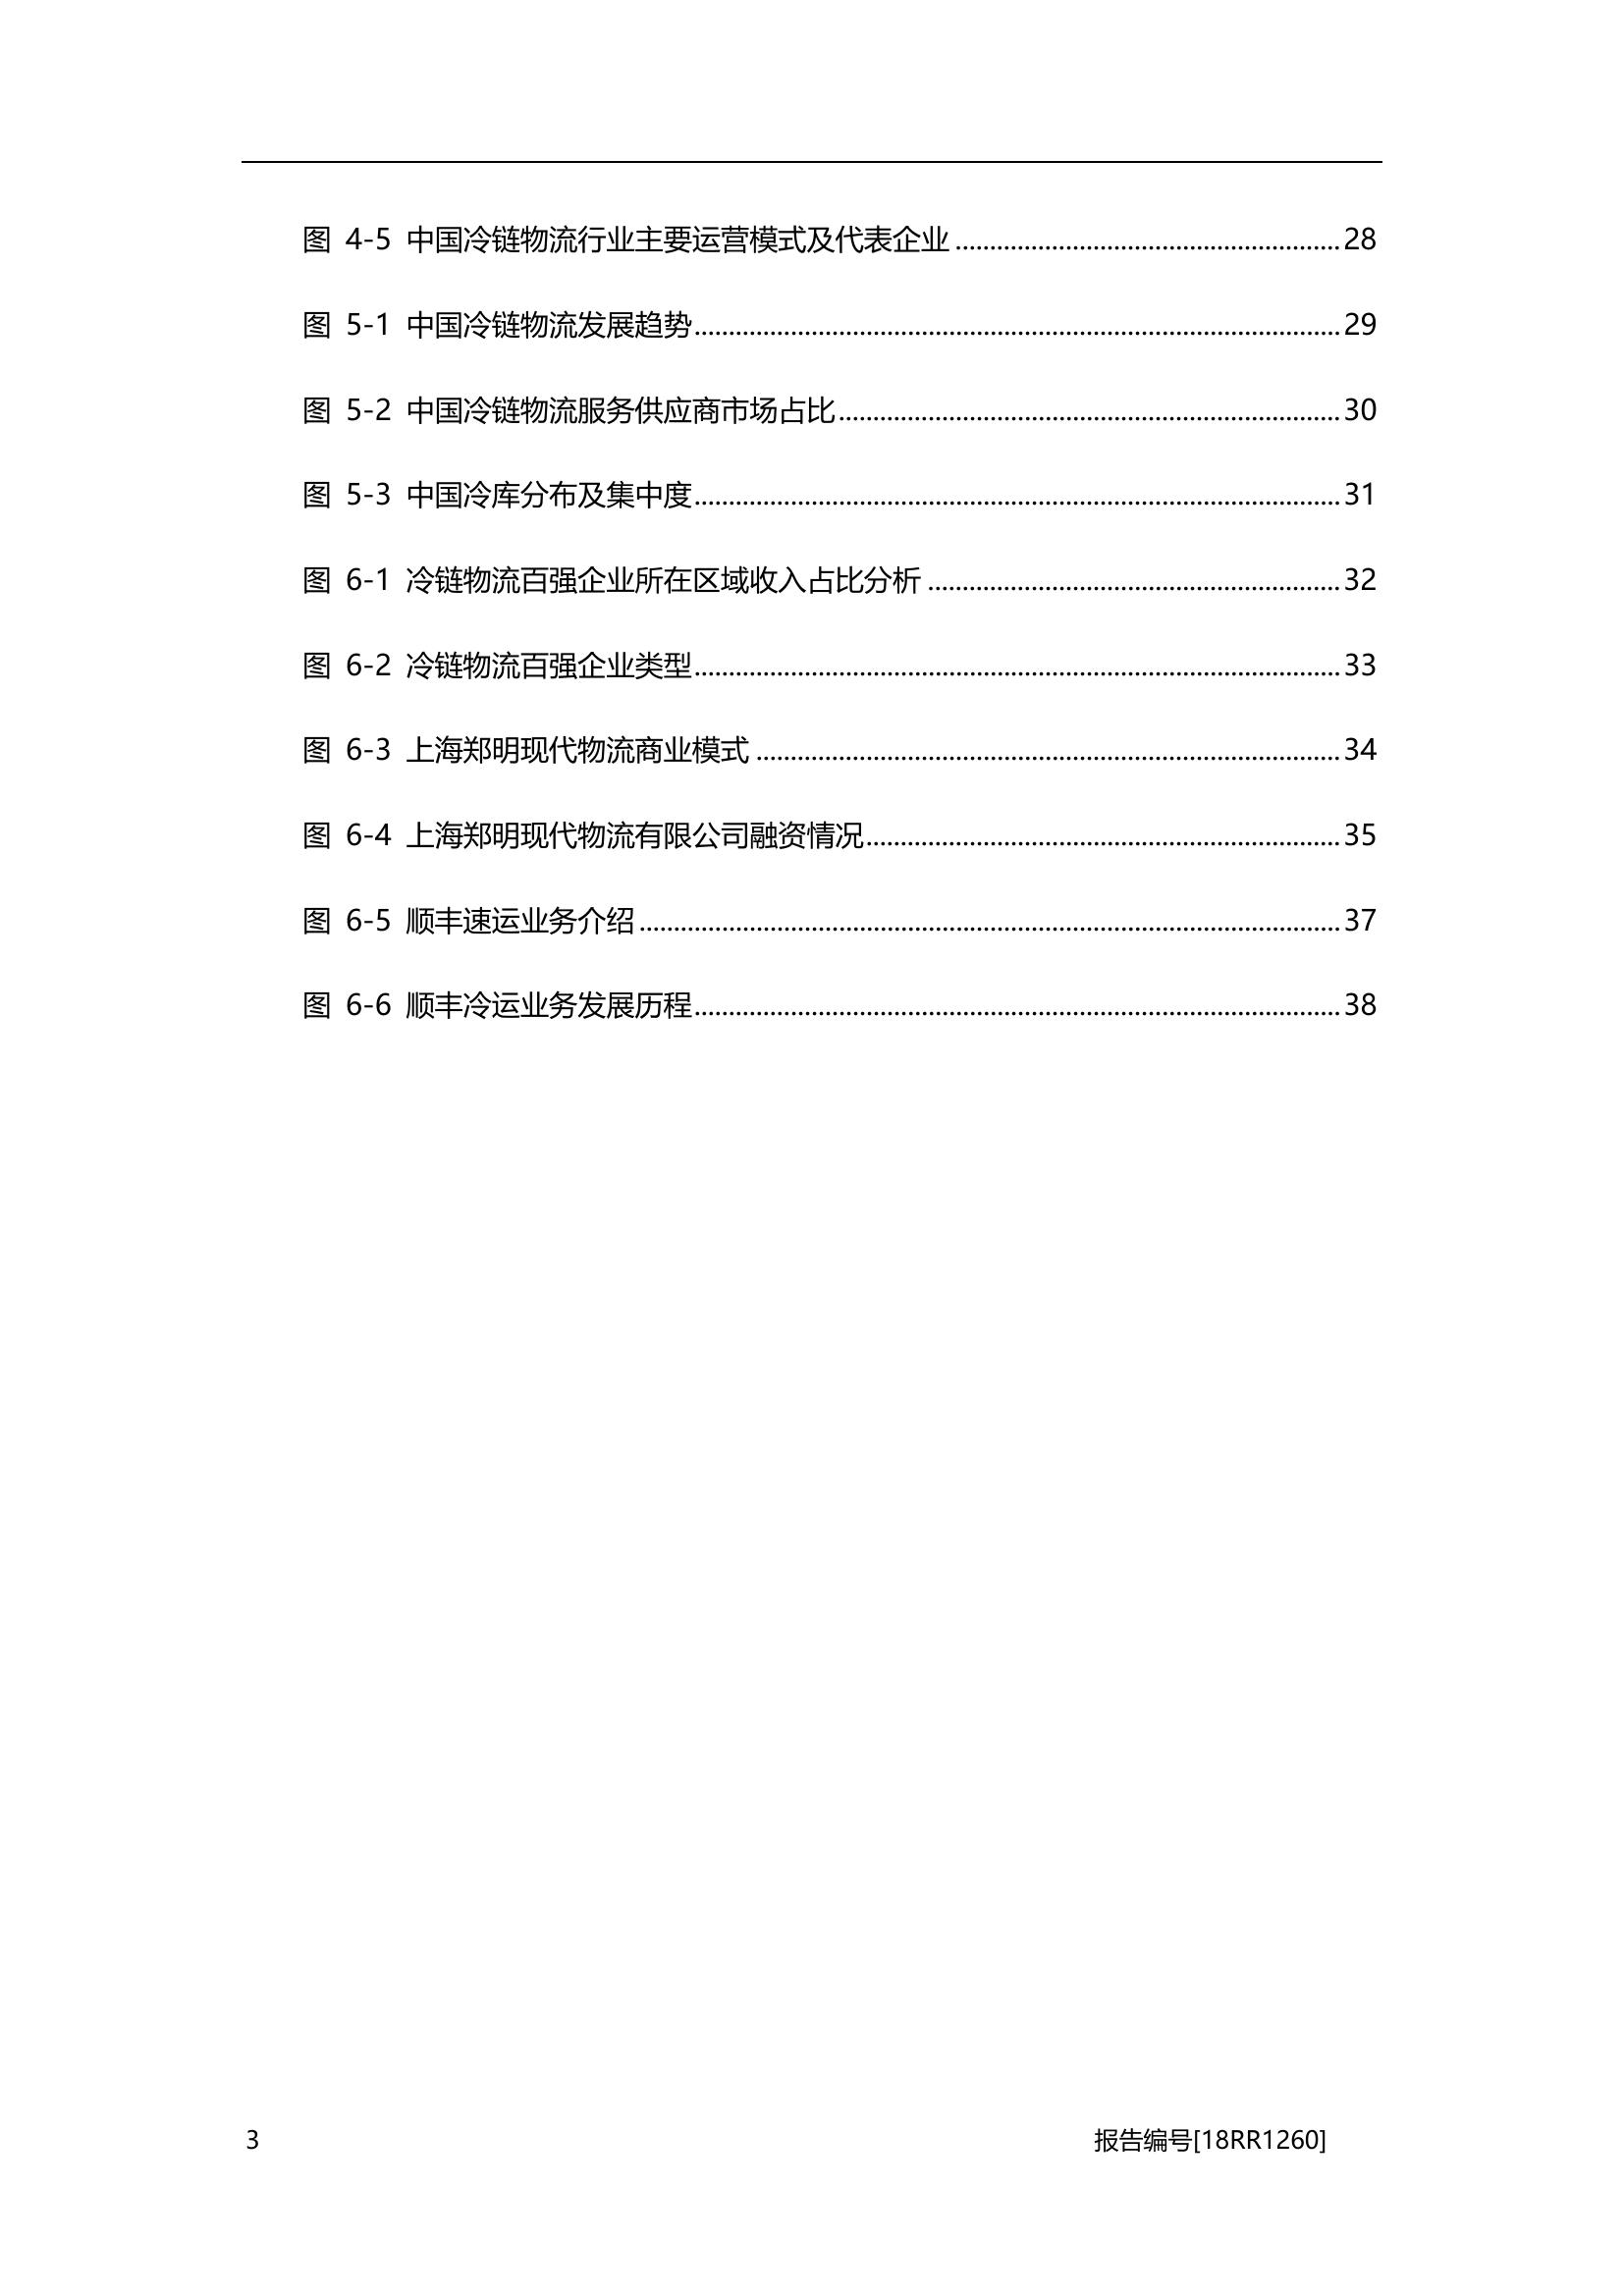 图 4-5 中国冷链物流行业主要运营模式及代表企业 ........................................................ 28
图 5-1 中国冷链物流发展趋势.............................................................................................. 29
图 5-2 中国冷链物流服务供应商市场占比......................................................................... 30
图 5-3 中国冷库分布及集中度.............................................................................................. 31
图 6-1 冷链物流百强企业所在区域收入占比分析 ............................................................ 32
图 6-2 冷链物流百强企业类型.............................................................................................. 33
图 6-3 上海郑明现代物流商业模式 ..................................................................................... 34
图 6-4 上海郑明现代物流有限公司融资情况..................................................................... 35
图 6-5 顺丰速运业务介绍 ...................................................................................................... 37
图 6-6 顺丰冷运业务发展历程.............................................................................................. 38
3 报告编号[18RR1260]